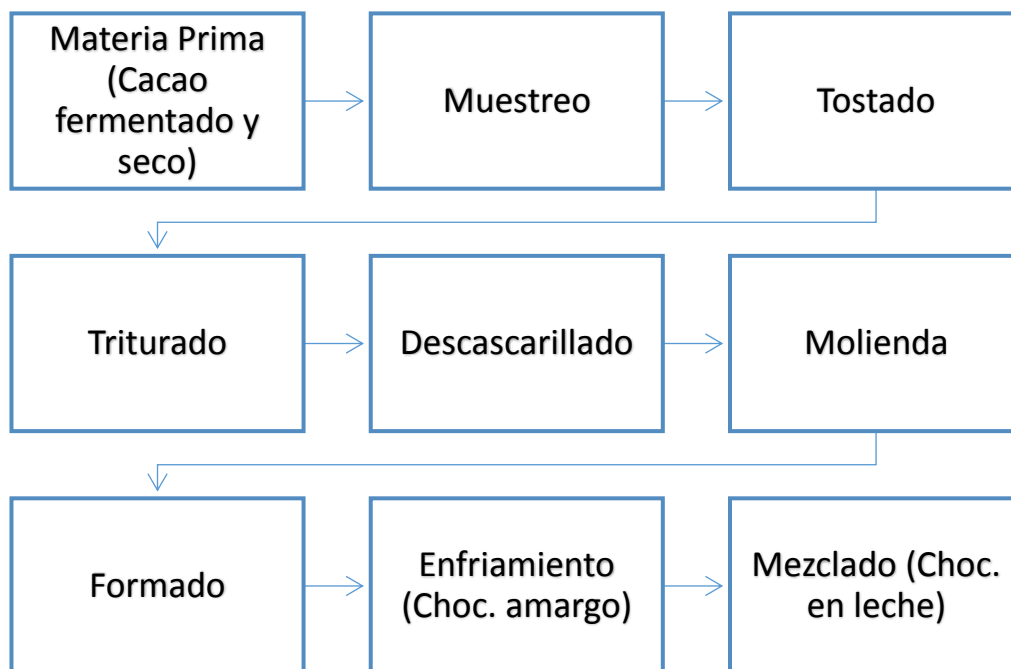 Materia Prima
(Cacao
fermentado y
seco)
Muestreo
Tostado
Triturado
Descascarillado
Molienda
Formado
Enfriamiento
(Choc. amargo)
Mezclado (Choc.
en leche)